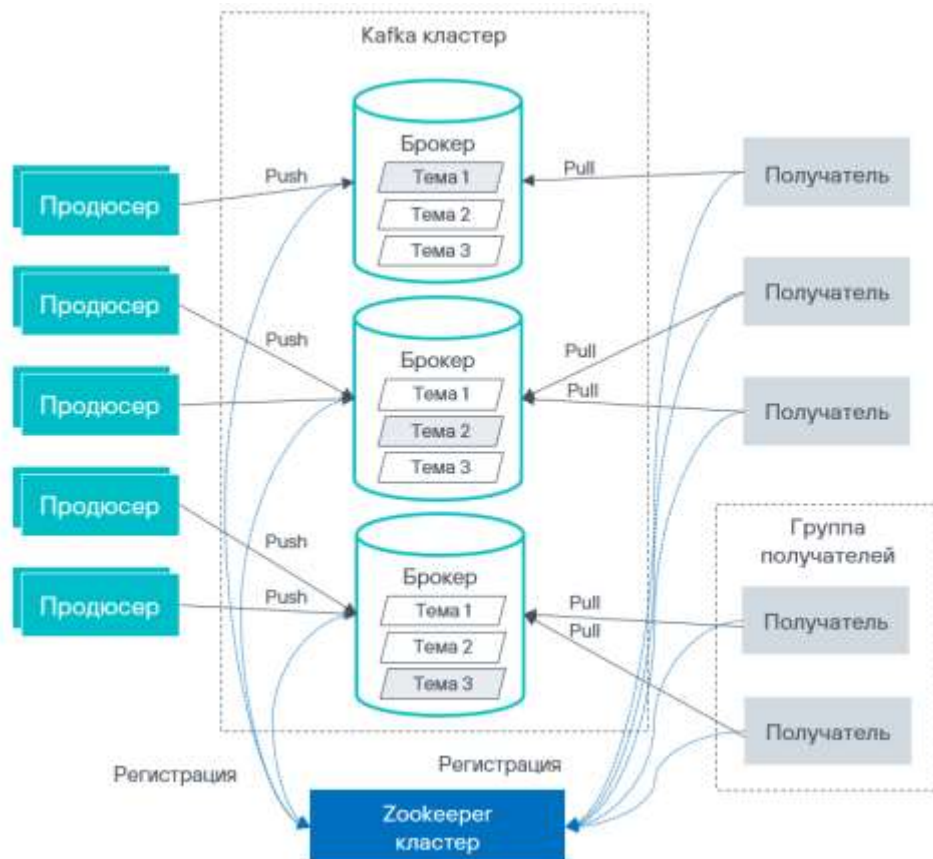 Kafka кластер
Брокер
Тема 1
Тема 2
Тема 3
Push
Pull
Продюсер
Получатель
Продюсер
Получатель
Push
Pull
Брокер
Тема 1
Тема 2
Тема 3
Pull
Продюсер
Получатель
Продюсер
Группа
получателей
Push
Брокер
Тема 1
Тема 2
Тема 3
Push
Pull
Pull
Продюсер
Получатель
Получатель
Регистрация
Регистрация
Zookeeper
кластер